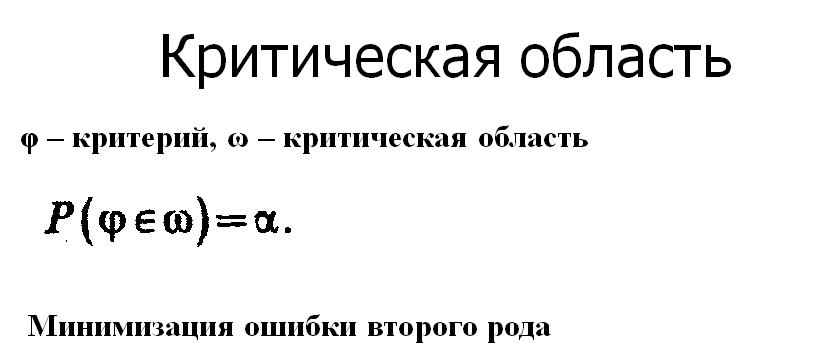 Критическая область
φ – критерий, ω – критическая область
P(φ∈ω)=α.
Минимизация ошибки второго рода